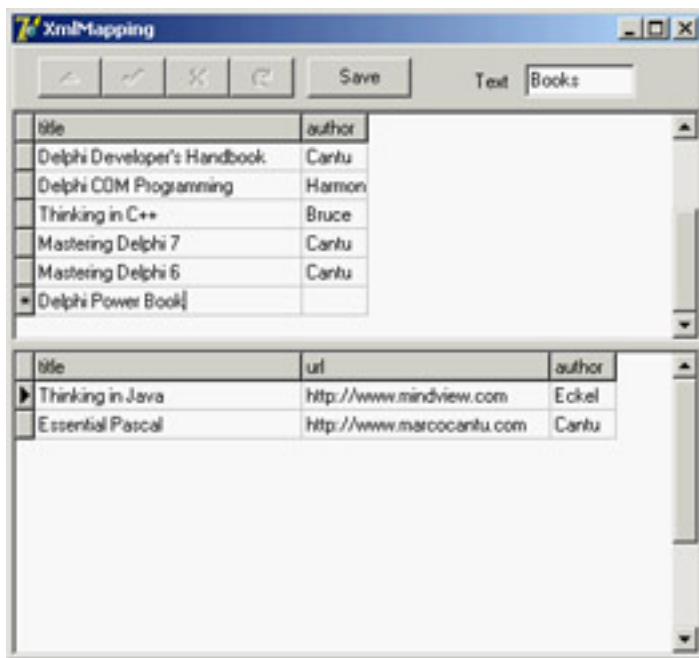 XmlMapping
Save Text Books
title author
Delphi Developer's Handbook Cantu
Delphi COM Programming Harmon
Thinking in C++ Bruce
Mastering Delphi 7 Cantu
Mastering Delphi 6 Cantu
* Delphi Power Book
title url author
Thinking in Java http://www.mindview.com Eckel
Essential Pascal http://www.marcocantu.com Cantu